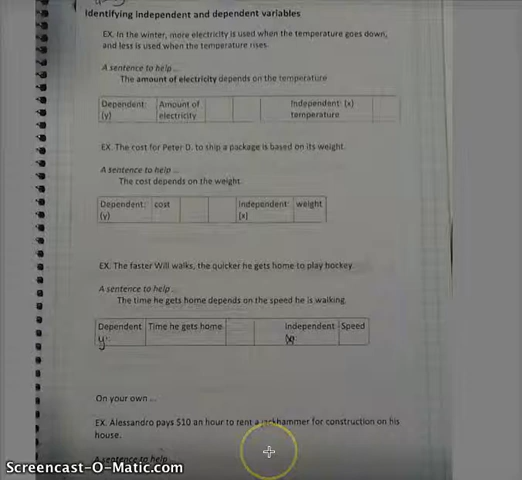 Identifying independent and dependent variables
EX. In the winter, more electricity is used when the temperature goes down,
and less is used when the temperature rises.
A sentence to help...
The amount of electricity depends on the temperature
Dependent: Amount of Independent: (x)
(y) electricity temperature
EX. The cost for Peter D. to ship a package is based on its weight.
A sentence to help...
The cost depends on the weight.
Dependent: cost Independent: weight
(y) (x)
EX. The faster Will walks, the quicker he gets home to play hockey.
A sentence to help...
The time he gets home depends on the speed he is walking.
Dependent Time he gets home Independent Speed
y: (x)
On your own ...
EX. Alessandro pays $10 an hour to rent a jackhammer for construction on his
house.
A sentence to help
Screencast-O-Matic.com